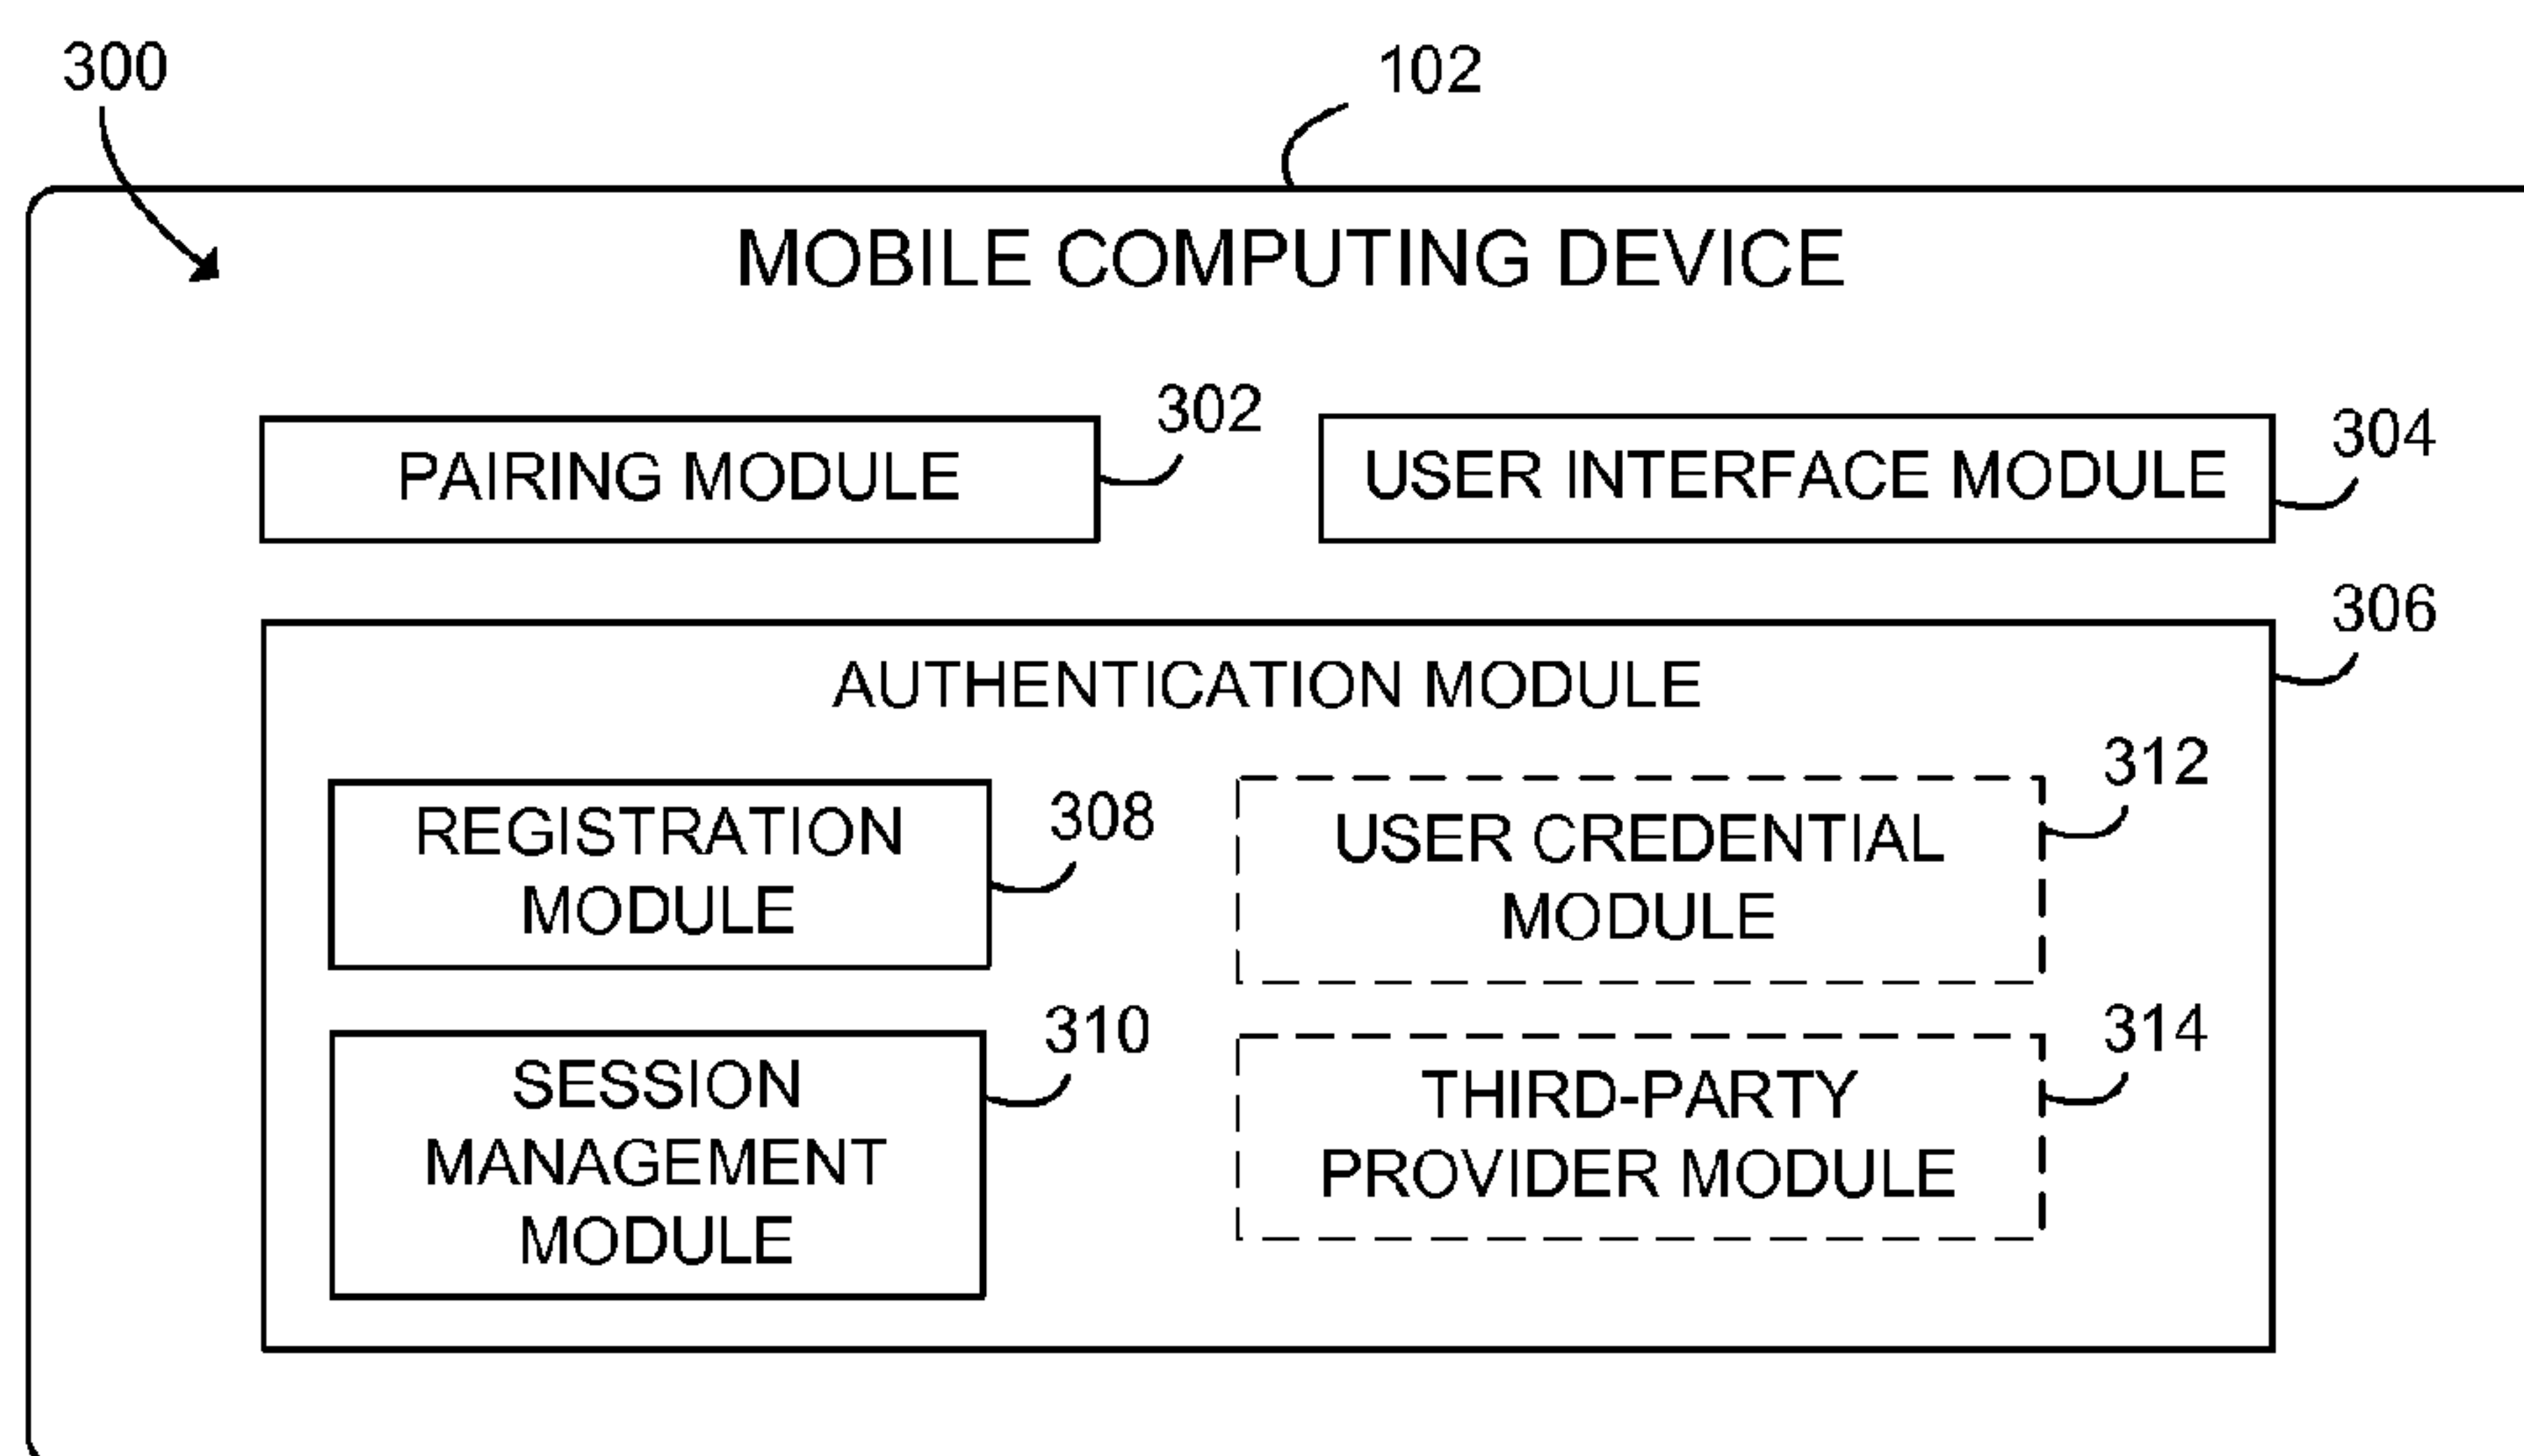 300
102
MOBILE COMPUTING DEVICE
302
304
PAIRING MODULE
USER INTERFACE MODULE
306
AUTHENTICATION MODULE
308
REGISTRATION
MODULE
312
USER CREDENTIAL
MODULE
310
SESSION
MANAGEMENT
MODULE
314
THIRD-PARTY
PROVIDER MODULE